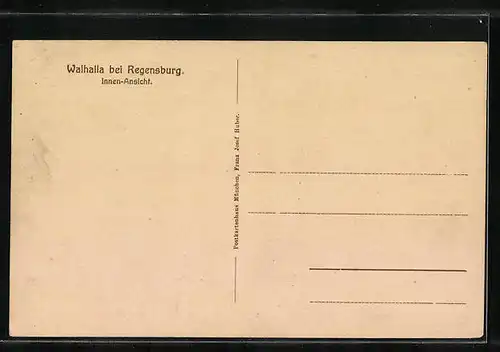 Walhalla bei Regensburg.
Innen-Ansicht.
Postkartenhaus München, Franz Josef Huber.